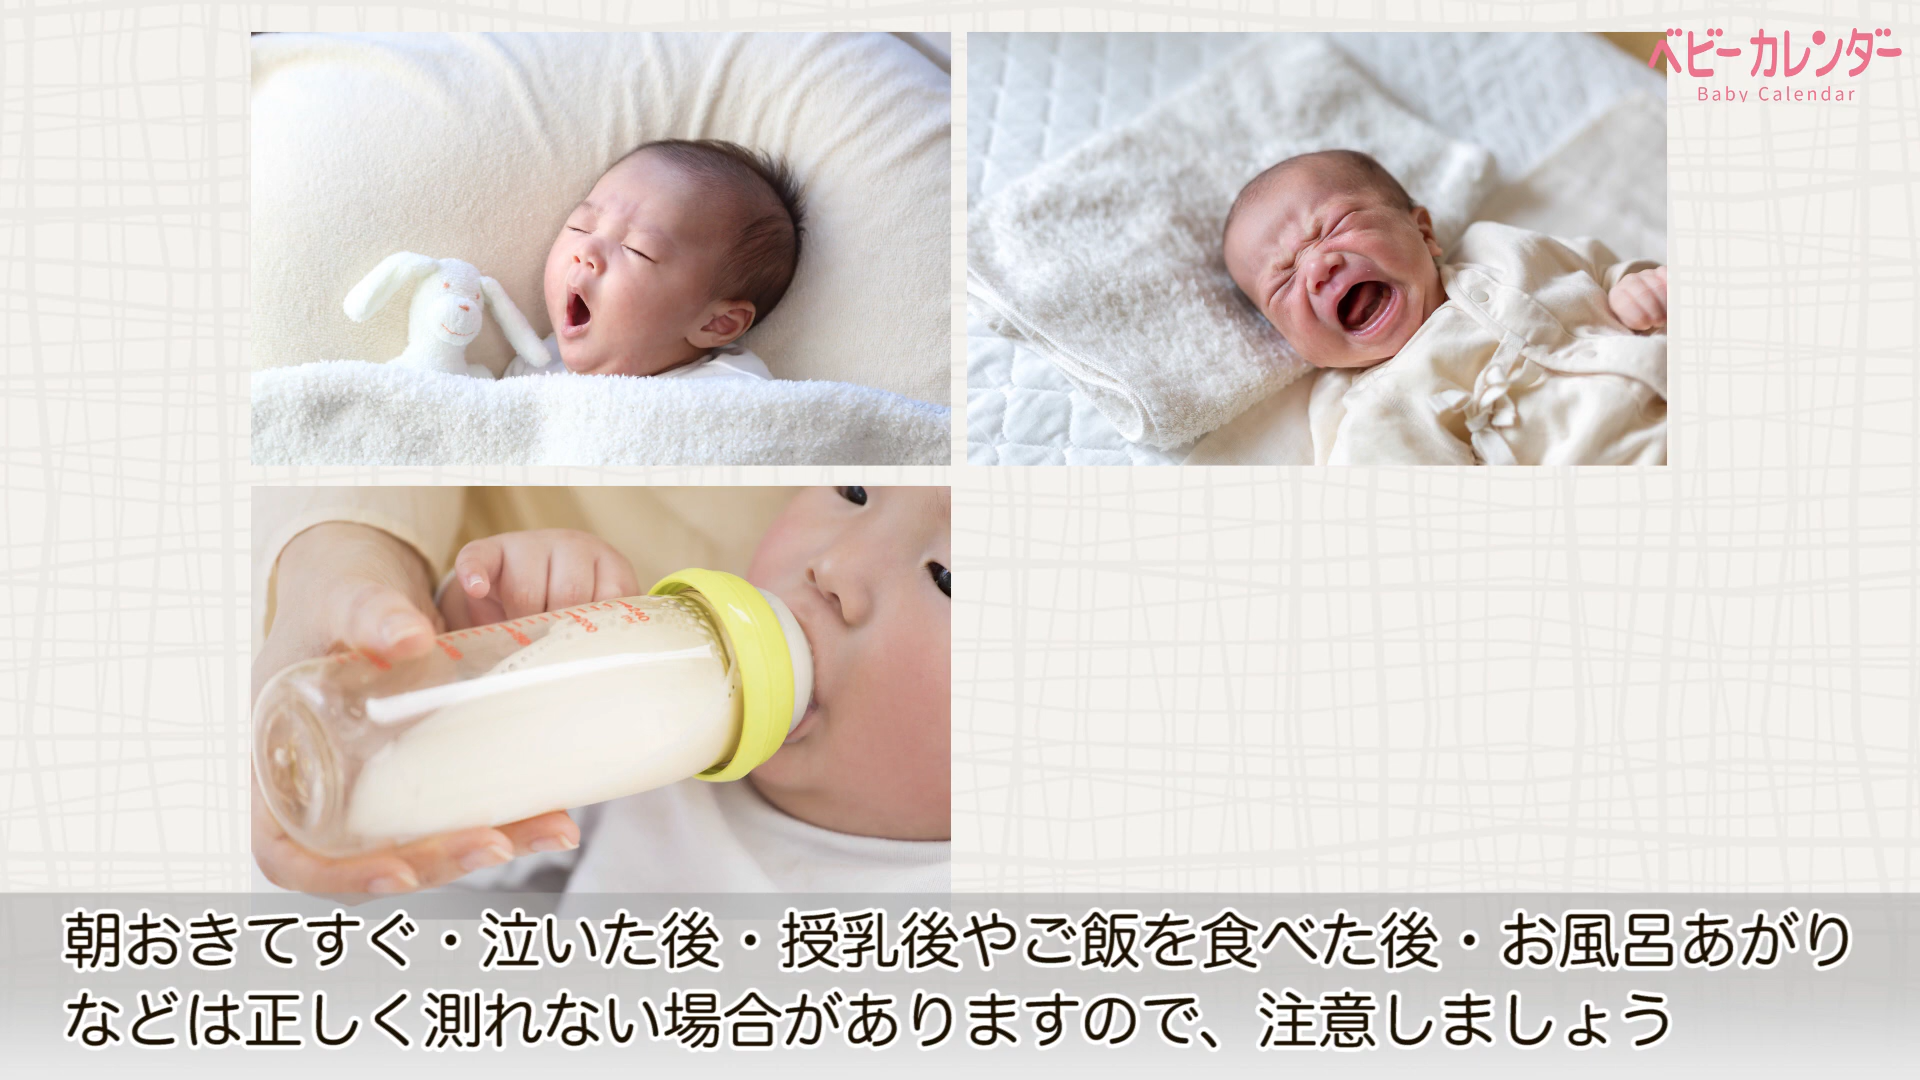 ベビーカレンダー
Baby Calendar
240
200
朝おきてすぐ・泣いた後・授乳後やご飯を食べた後・お風呂あがり
などは正しく測れない場合がありますので、注意しましょう